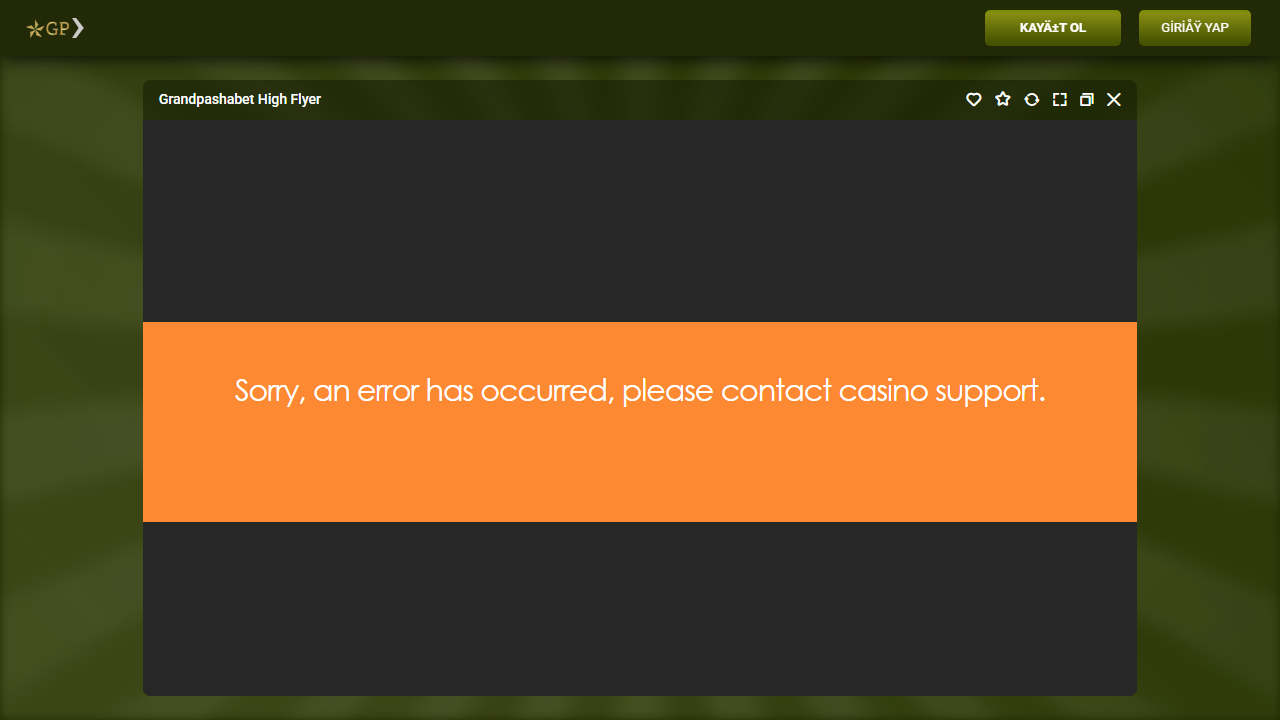 GP
KAYÄ±T OL
GİRİÅŸ YAP
Grandpashabet High Flyer
Sorry, an error has occurred, please contact casino support.